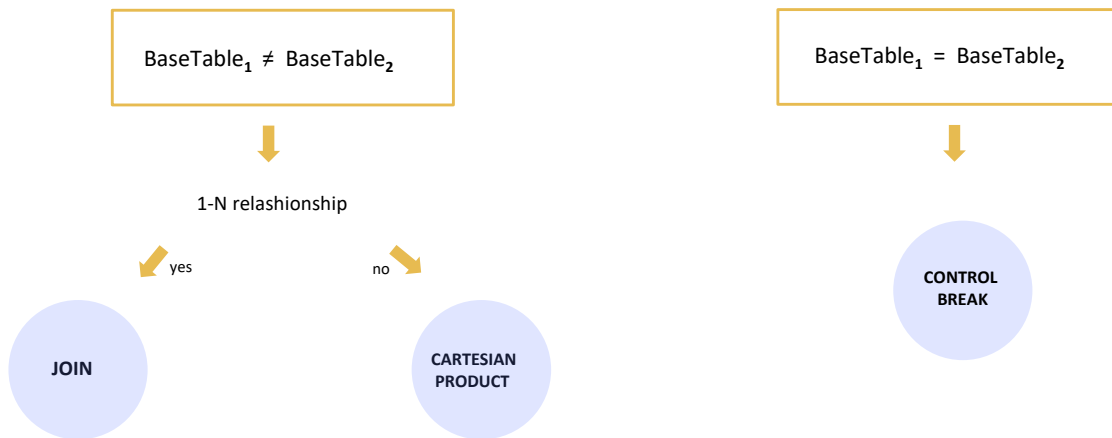 BaseTable₁ ≠ BaseTable₂
1-N relashionship
yes
no
JOIN
CARTESIAN
PRODUCT
BaseTable₁ = BaseTable₂
CONTROL
BREAK